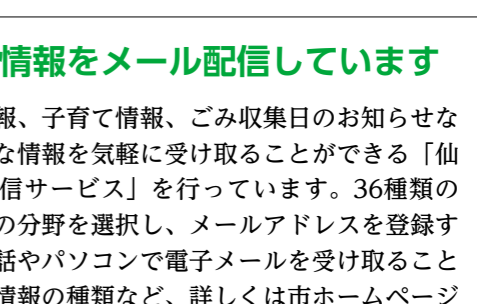 情報をメール配信しています
報、子育て情報、ごみ収集日のお知らせな
な情報を気軽に受け取ることができる「仙
信サービス」を行っています。36種類の
の分野を選択し、メールアドレスを登録す
話やパソコンで電子メールを受け取ること
情報の種類など、詳しくは市ホームページ